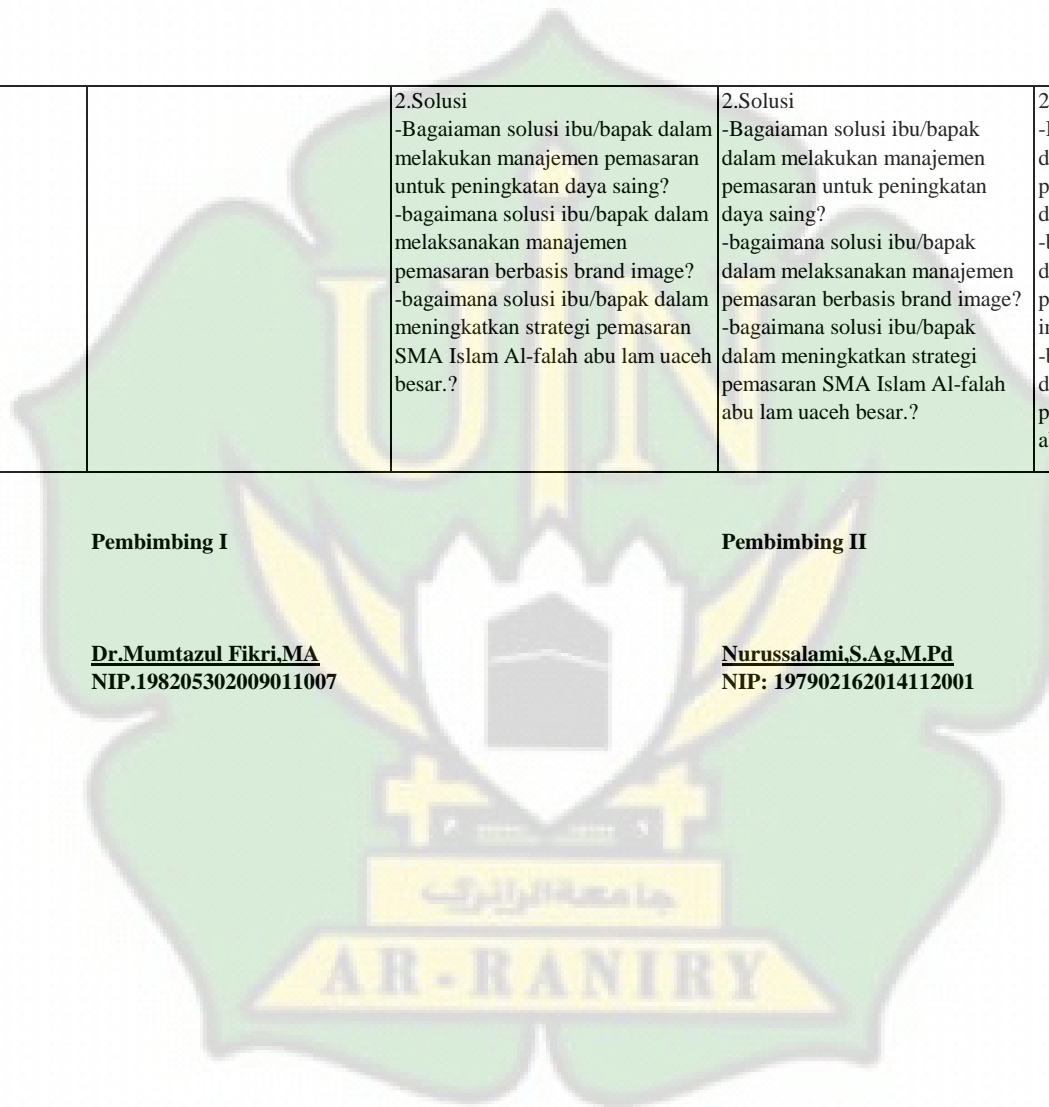 2.Solusi
-Bagaiaman solusi ibu/bapak dalam
melakukan manajemen pemasaran
untuk peningkatan daya saing?
-bagaimana solusi ibu/bapak dalam
melaksanakan manajemen
pemasaran berbasis brand image?
-bagaimana solusi ibu/bapak dalam
meningkatkan strategi pemasaran
SMA Islam Al-falah abu lam uaceh
besar.?
2.Solusi
-Bagaiaman solusi ibu/bapak
dalam melakukan manajemen
pemasaran untuk peningkatan
daya saing?
-bagaimana solusi ibu/bapak
dalam melaksanakan manajemen
pemasaran berbasis brand image?
-bagaimana solusi ibu/bapak
dalam meningkatkan strategi
pemasaran SMA Islam Al-falah
abu lam uaceh besar.?
2
Pembimbing I
Dr.Mumtazul Fikri,MA
NIP.198205302009011007
Pembimbing II
Nurussalami,S.Ag,M.Pd
NIP: 197902162014112001
UIN
جامعة الرانري
AR-RANIRY